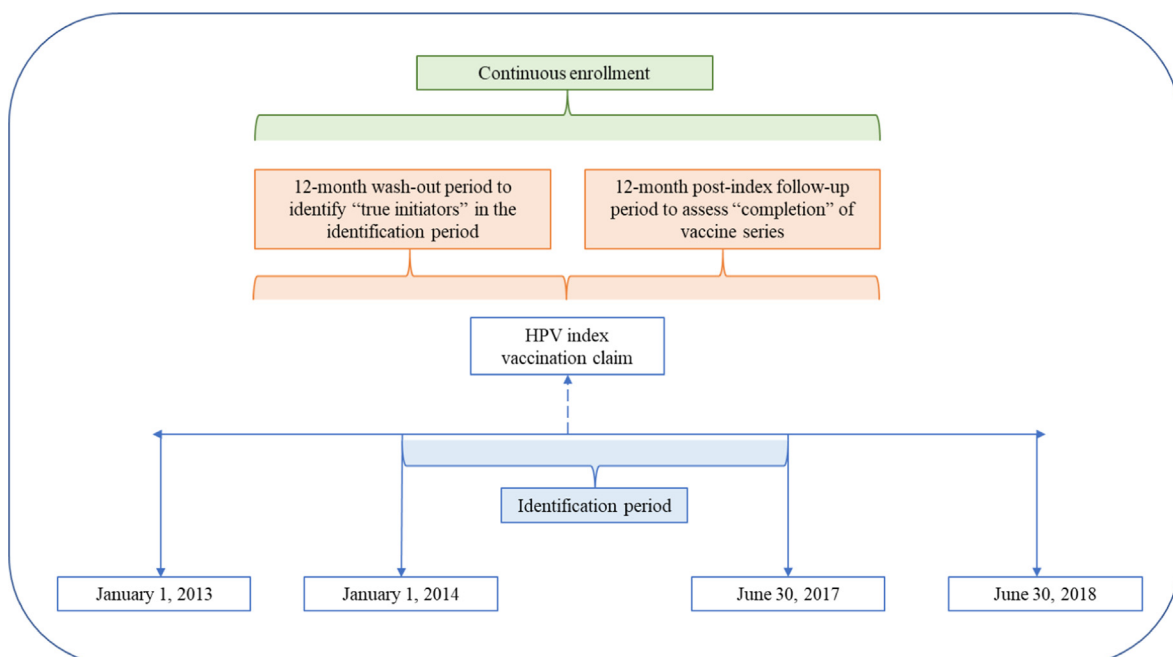 Continuous enrollment
12-month wash-out period to
identify “true initiators” in the
identification period
12-month post-index follow-up
period to assess “completion” of
vaccine series
HPV index
vaccination claim
Identification period
January 1, 2013
January 1, 2014
June 30, 2017
June 30, 2018